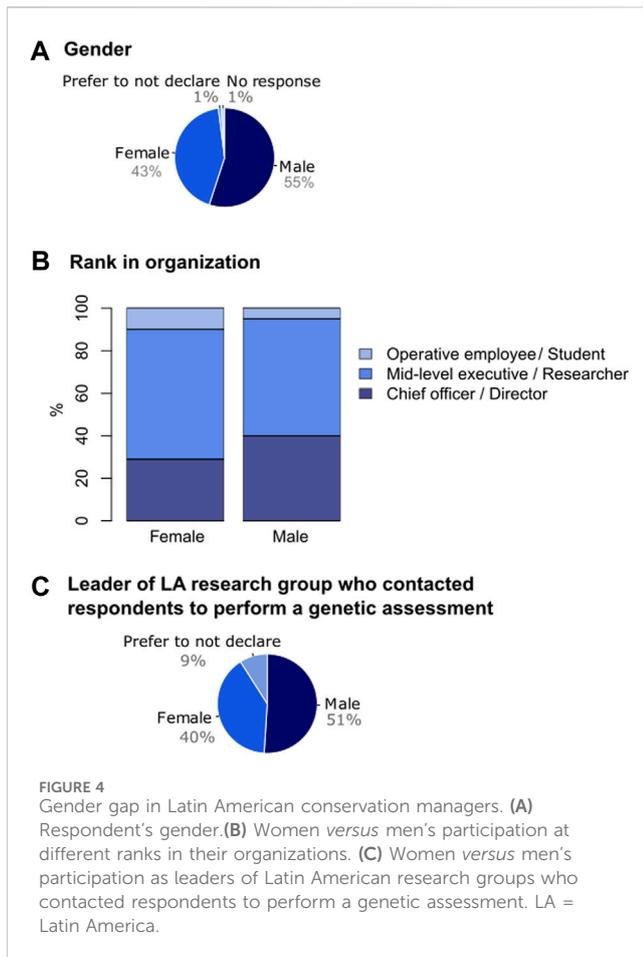 A Gender
Prefer to not declare No response
1% 1%
Female
43%
Male
55%
B Rank in organization
%
100
80
60
40
20
0
Female
Male
Operative employee / Student
Mid-level executive / Researcher
Chief officer / Director
C Leader of LA research group who contacted
respondents to perform a genetic assessment
Prefer to not declare
9%
Female
40%
Male
51%
FIGURE 4
Gender gap in Latin American conservation managers. (A)
Respondent's gender.(B) Women versus men's participation at
different ranks in their organizations. (C) Women versus men's
participation as leaders of Latin American research groups who
contacted respondents to perform a genetic assessment. LA =
Latin America.